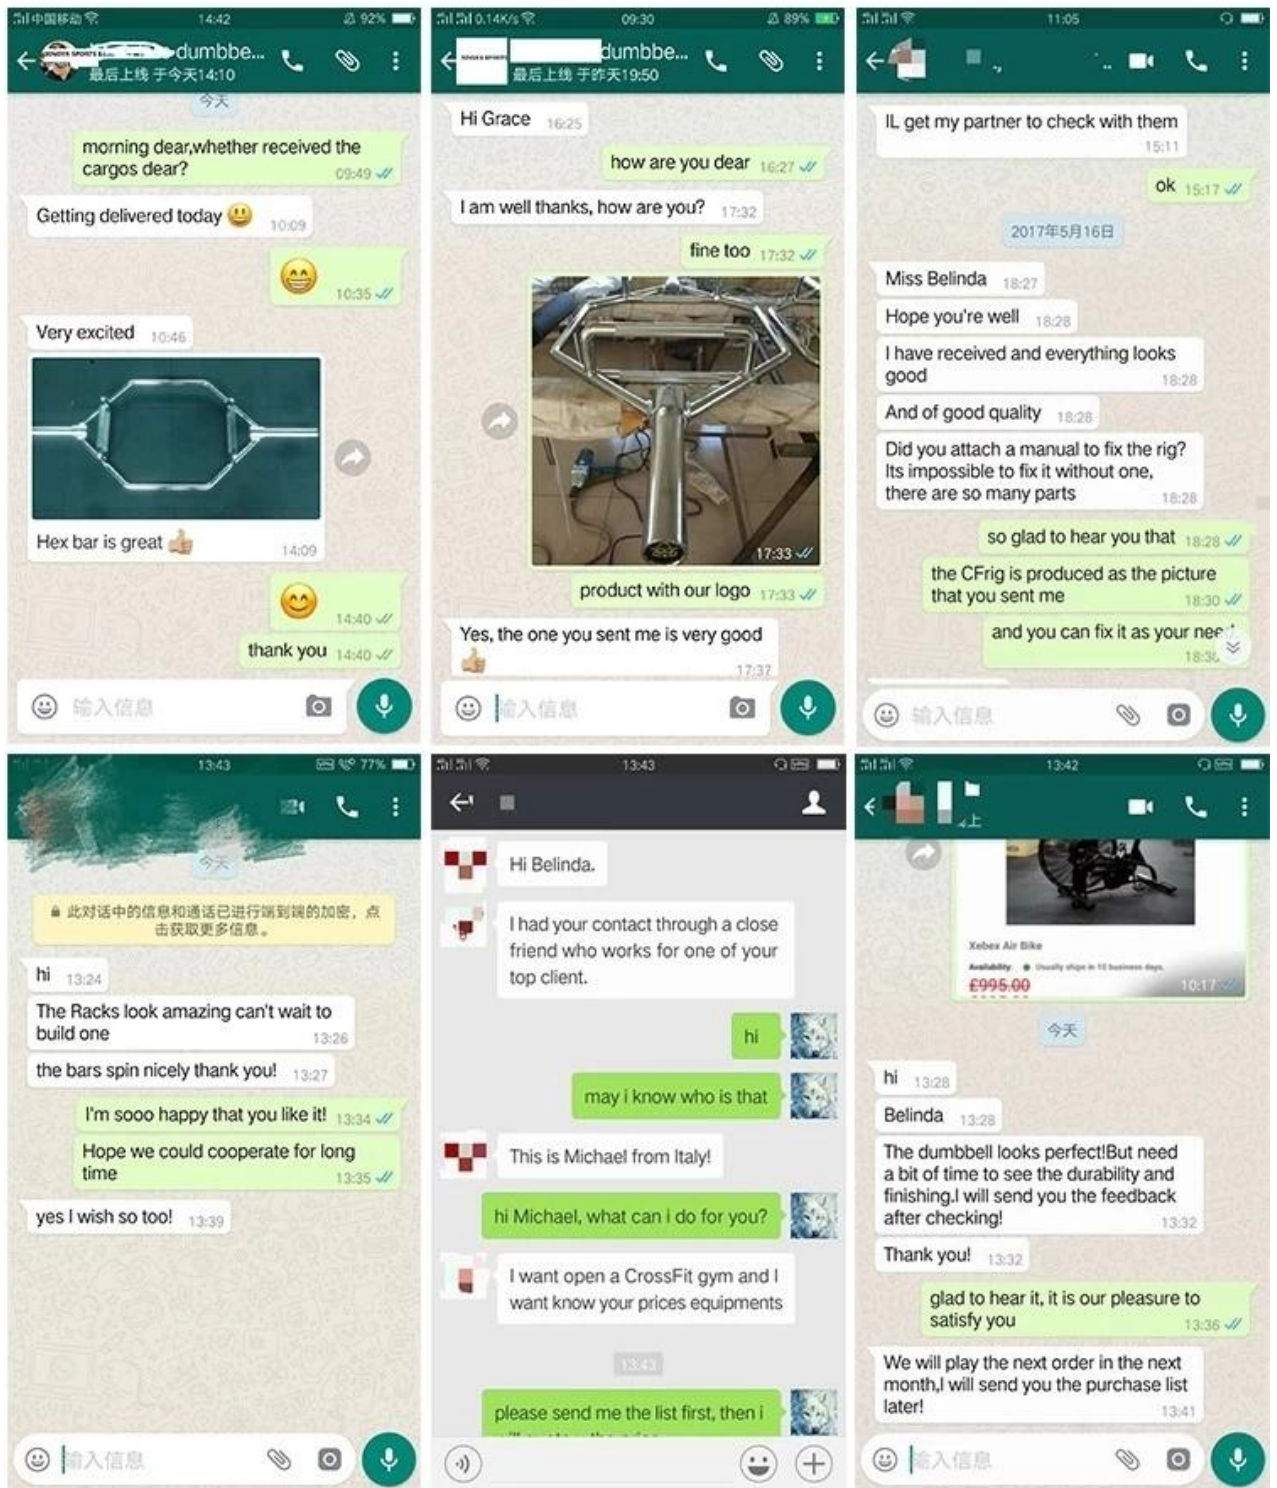 中国移动
14:42
92%
dumbbe...
最后上线 于今天14:10
今天
morning dear,whether received the
cargos dear?
09:49
Getting delivered today
10:09
10:35
Very excited
10:46
Hex bar is great
14:09
14:40
thank you
14:40
输入信息
0.14K/s
09:30
89%
dumbbe...
最后上线 于昨天19:50
Hi Grace
16:25
how are you dear
16:27
I am well thanks, how are you?
17:32
fine too
17:32
17:33
product with our logo
17:33
Yes, the one you sent me is very good
17:37
输入信息
11:05
IL get my partner to check with them
15:11
ok
15:17
2017年5月16日
Miss Belinda
18:27
Hope you're well
18:28
I have received and everything looks
good
18:28
And of good quality
18:28
Did you attach a manual to fix the rig?
Its impossible to fix it without one,
there are so many parts
18:28
so glad to hear you that
18:28
the CFrig is produced as the picture
that you sent me
18:30
and you can fix it as your need
输入信息
13:43
77%
今天
此对话中的信息和通话已进行端到端的加密，点
击获取更多信息。
hi
13:24
The Racks look amazing can't wait to
build one
13:26
the bars spin nicely thank you!
13:27
I'm sooo happy that you like it!
13:34
Hope we could cooperate for long
time
13:35
yes I wish so too!
13:39
输入信息
13:43
Hi Belinda.
I had your contact through a close
friend who works for one of your
top client.
hi
may i know who is that
This is Michael from Italy!
hi Michael, what can i do for you?
I want open a CrossFit gym and I
want know your prices equipments
13:43
please send me the list first, then i
13:42
上
Xebex Air Bike
Availability: Usually ships in 10 business days.
£995.00
10:17
今天
hi
13:28
Belinda
13:28
The dumbbell looks perfect!But need
a bit of time to see the durability and
finishing.I will send you the feedback
after checking!
13:32
Thank you!
13:32
glad to hear it, it is our pleasure to
satisfy you
13:36
We will play the next order in the next
month,I will send you the purchase list
later!
13:41
输入信息